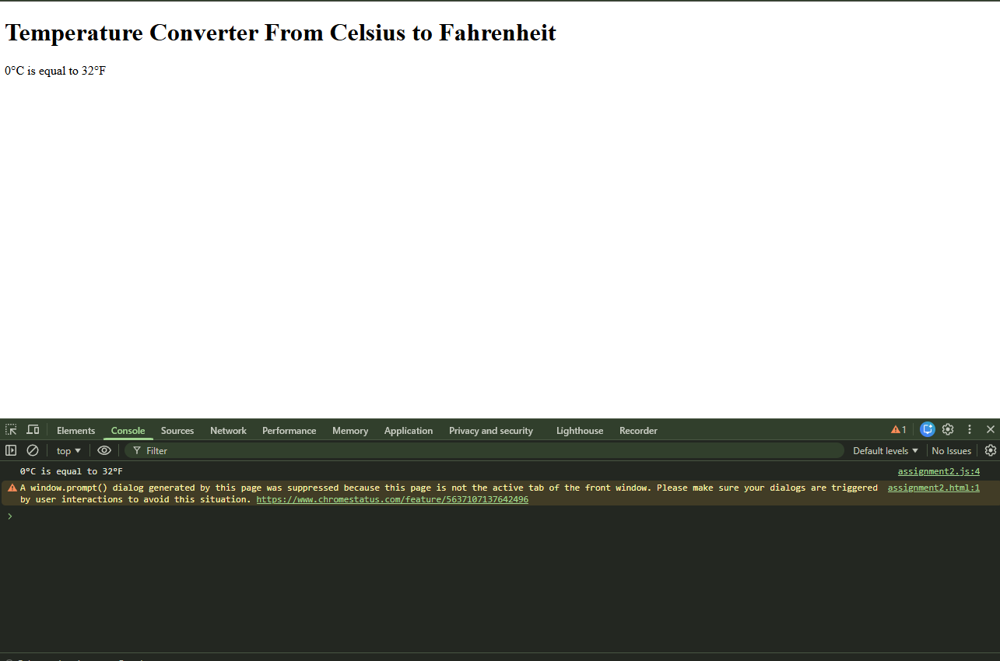 Temperature Converter From Celsius to Fahrenheit
0°C is equal to 32°F
Elements Console Sources Network Performance Memory Application Privacy and security Lighthouse Recorder 1
top Filter Default levels No Issues
0°C is equal to 32°F assignment2.js:4
A window.prompt() dialog generated by this page was suppressed because this page is not the active tab of the front window. Please make sure your dialogs are triggered assignment2.html:1
by user interactions to avoid this situation. https://www.chromestatus.com/feature/5637107137642496